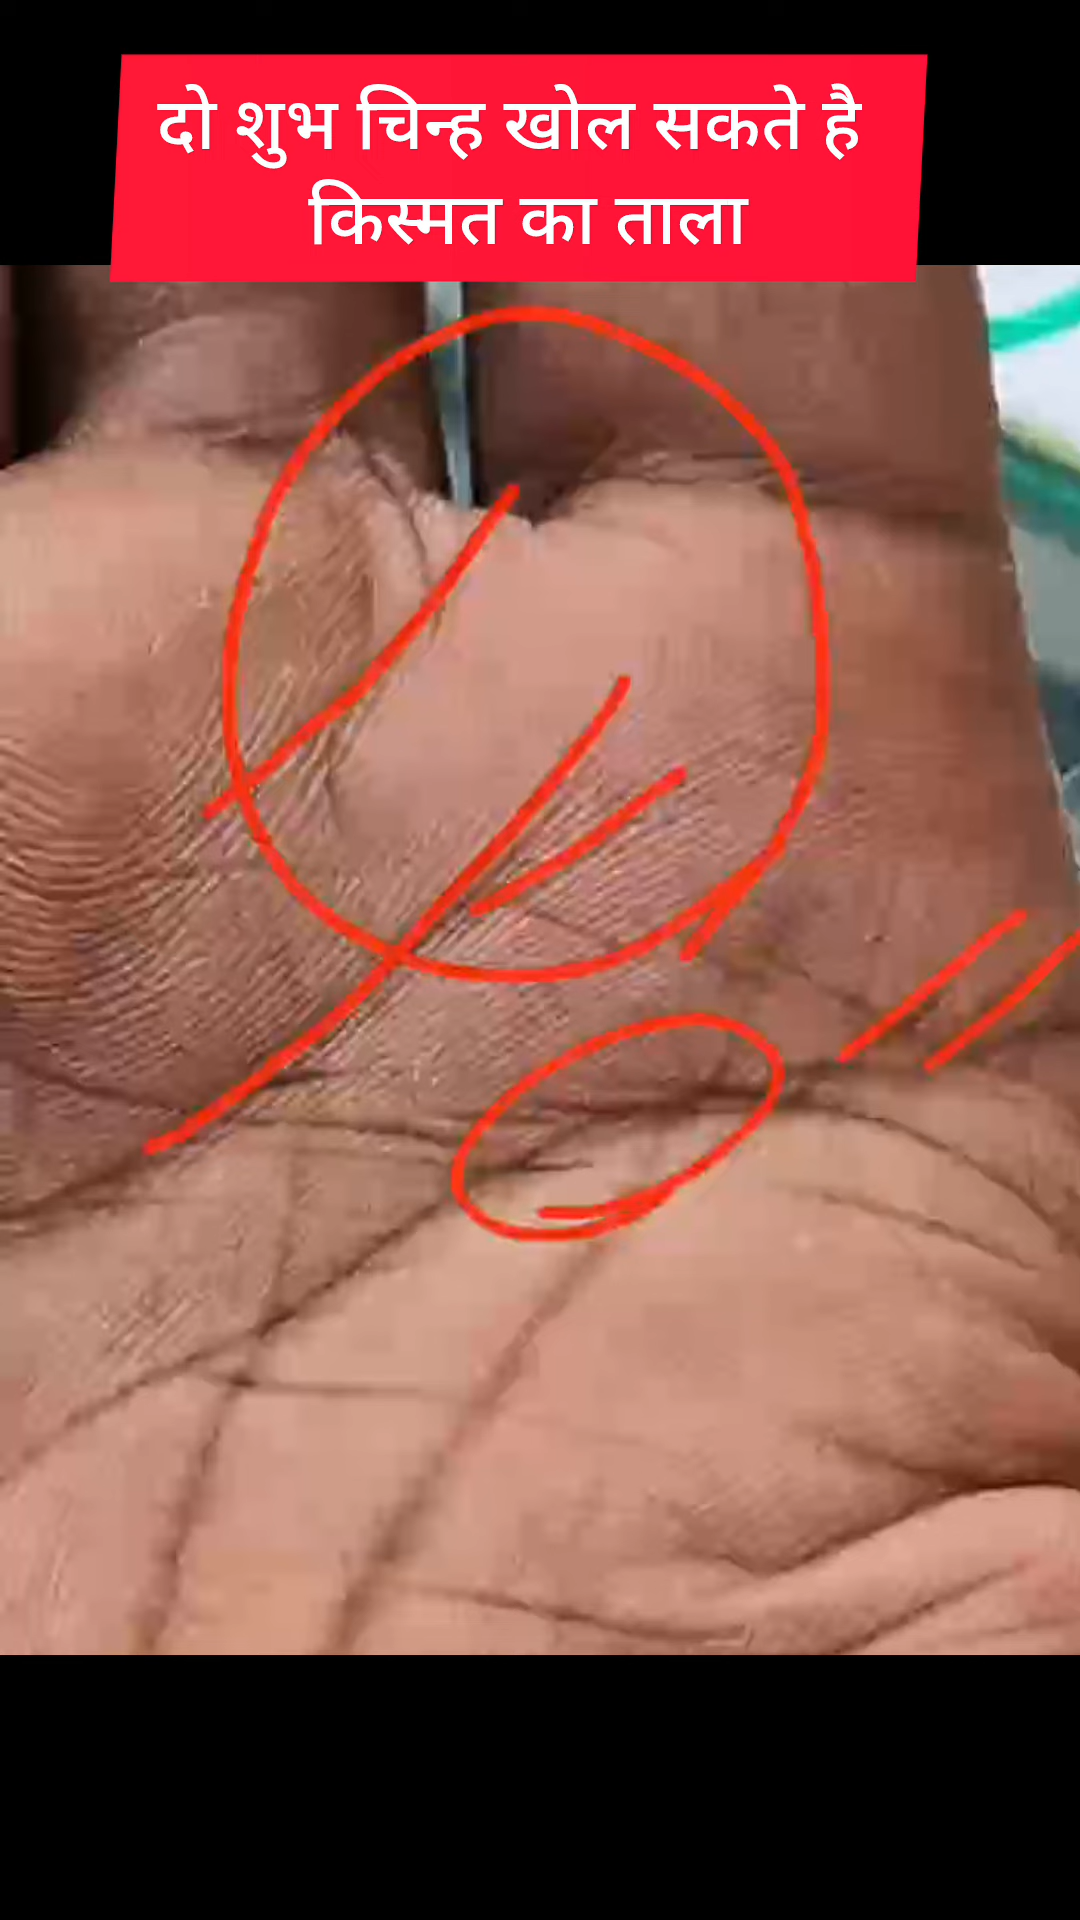 दो शुभ चिन्ह खोल सकते है
किस्मत का ताला